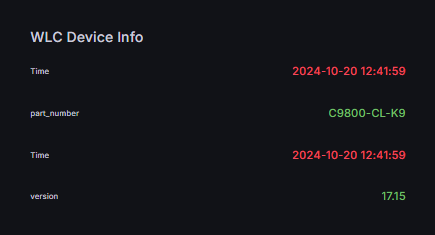 WLC Device Info
Time 2024-10-20 12:41:59
part_number C9800-CL-K9
Time 2024-10-20 12:41:59
version 17.15